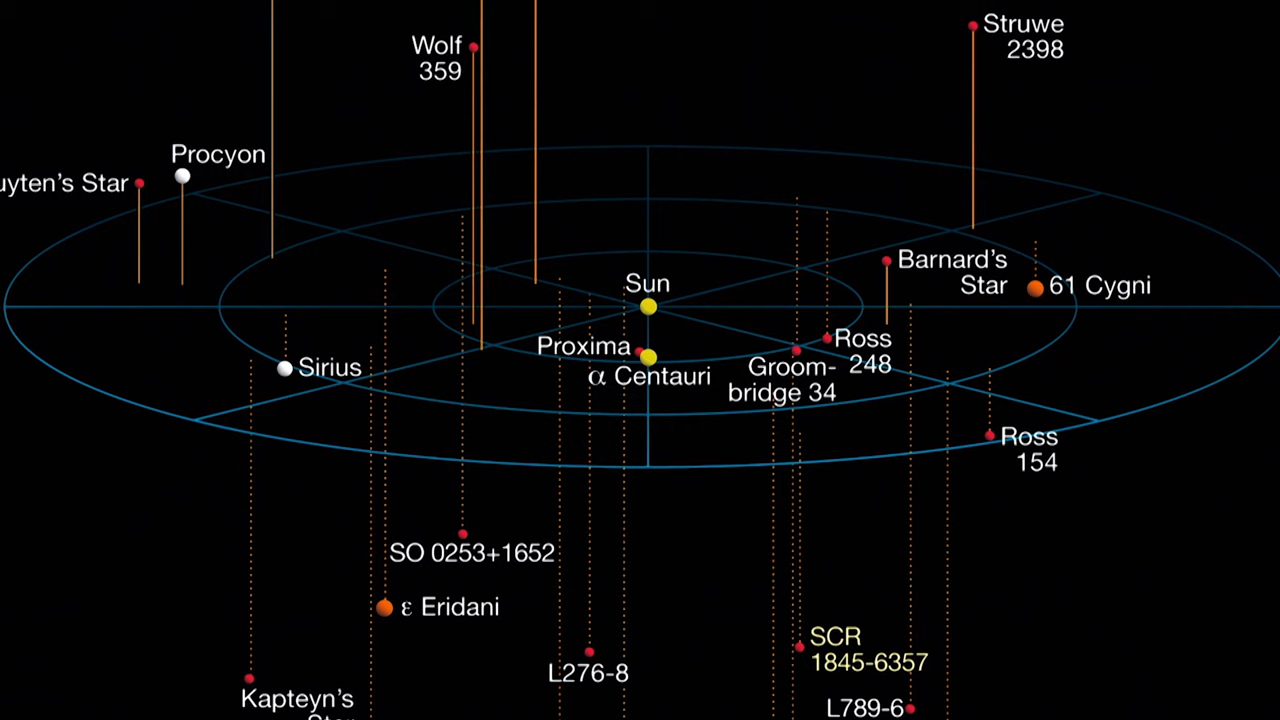 Struwe
2398
Wolf
359
Procyon
uyten's Star
Barnard's
Star
61 Cygni
Sun
Proxima
α Centauri
Ross
248
Groom-
bridge 34
Sirius
Ross
154
SO 0253+1652
ε Eridani
SCR
1845-6357
L276-8
Kapteyn's
Star
L789-6